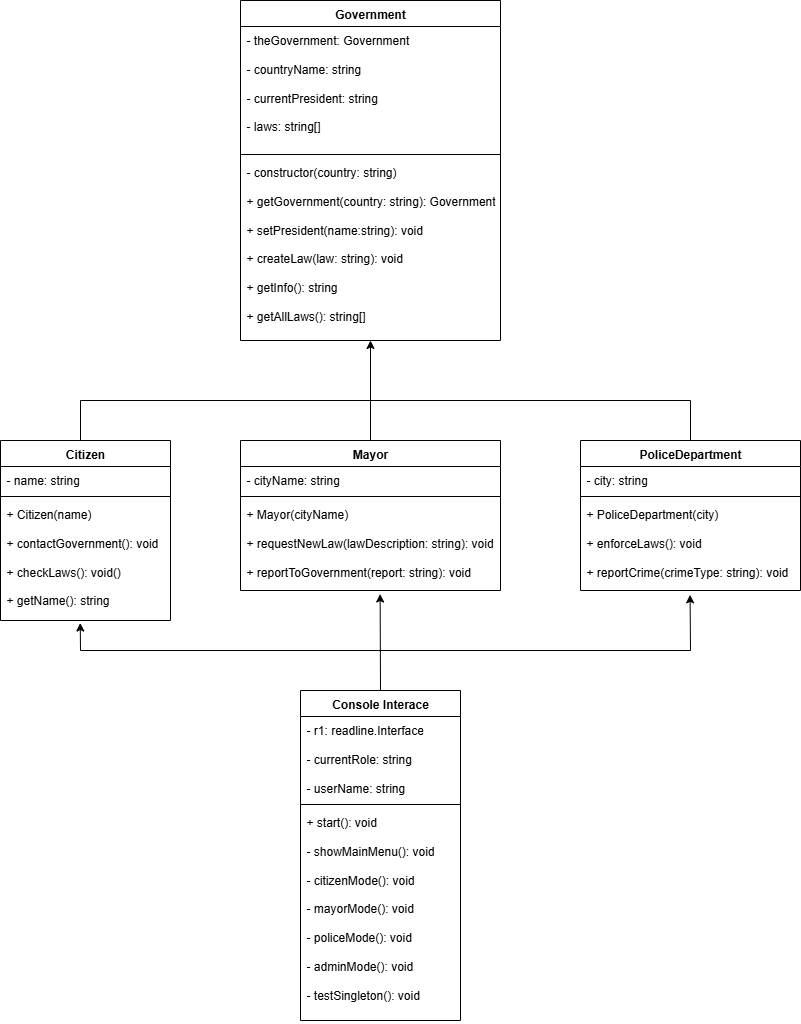 Government
- theGovernment: Government
- countryName: string
- currentPresident: string
- laws: string[]
- constructor(country: string)
+ getGovernment(country: string): Government
+ setPresident(name:string): void
+ createLaw(law: string): void
+ getInfo(): string
+ getAllLaws(): string[]
Citizen
- name: string
+ Citizen(name)
+ contactGovernment(): void
+ checkLaws(): void()
+ getName(): string
Mayor
- cityName: string
+ Mayor(cityName)
+ requestNewLaw(lawDescription: string): void
+ reportToGovernment(report: string): void
PoliceDepartment
- city: string
+ PoliceDepartment(city)
+ enforceLaws(): void
+ reportCrime(crimeType: string): void
Console Interace
- r1: readline.Interface
- currentRole: string
- userName: string
+ start(): void
- showMainMenu(): void
- citizenMode(): void
- mayorMode(): void
- policeMode(): void
- adminMode(): void
- testSingleton(): void